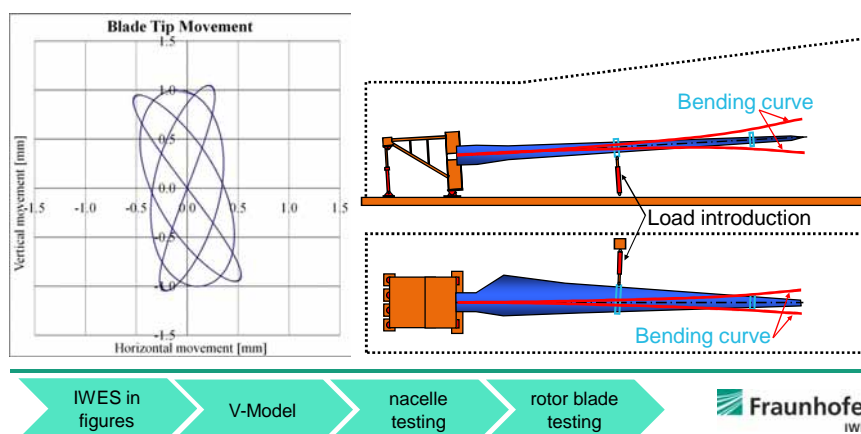 Blade Tip Movement
1.5
1.0
0.5
0.0
-1.5
-1.0
-0.5
0.0
0.5
1.0
1.5
-0.5
-1.0
-1.5
Vertical movement [mm]
Horizontal movement [mm]
Bending curve
Load introduction
Bending curve
IWES in
figures
V-Model
nacelle
testing
rotor blade
testing
Fraunhofe
IW